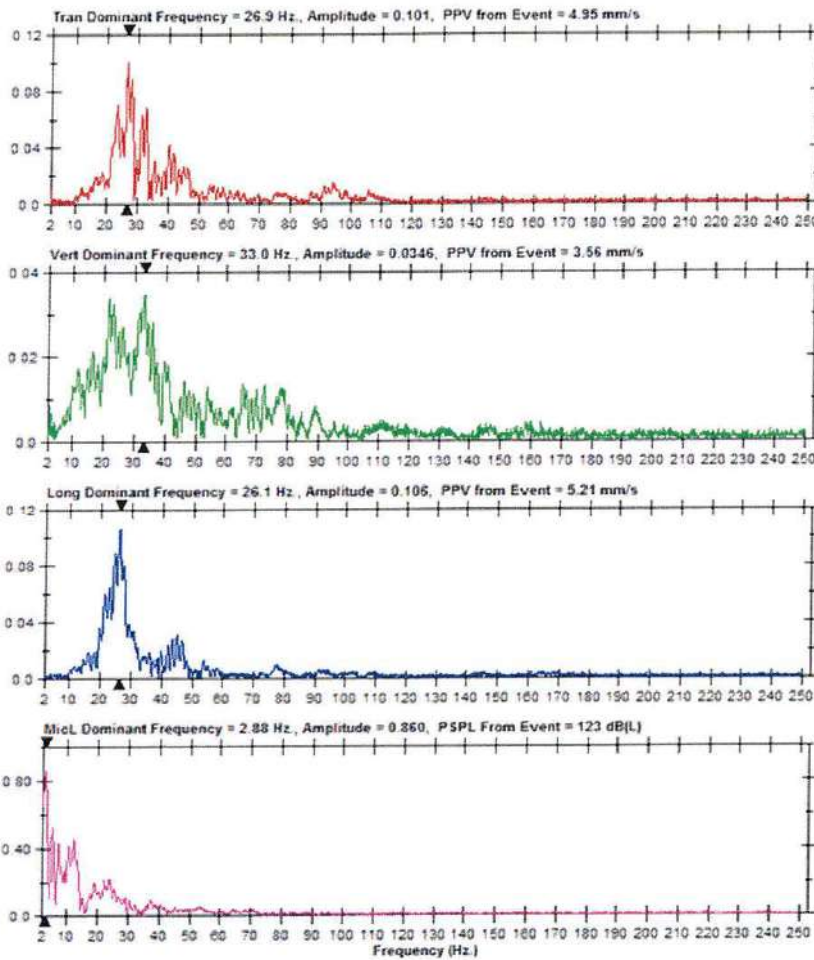 Tran Dominant Frequency = 26.9 Hz., Amplitude = 0.101, PPV from Event = 4.95 mm/s
0.12
0.08
0.04
0.0
2 10 20 30 40 50 60 70 80 90 100 110 120 130 140 150 160 170 180 190 200 210 220 230 240 250
Vert Dominant Frequency = 33.0 Hz., Amplitude = 0.0346, PPV from Event = 3.56 mm/s
0.04
0.02
0.0
2 10 20 30 40 50 60 70 80 90 100 110 120 130 140 150 160 170 180 190 200 210 220 230 240 250
Long Dominant Frequency = 26.1 Hz., Amplitude = 0.106, PPV from Event = 5.21 mm/s
0.12
0.08
0.04
0.0
2 10 20 30 40 50 60 70 80 90 100 110 120 130 140 150 160 170 180 190 200 210 220 230 240 250
MicL Dominant Frequency = 2.88 Hz., Amplitude = 0.860, PSPL From Event = 123 dB(L)
0.80
0.40
0.0
2 10 20 30 40 50 60 70 80 90 100 110 120 130 140 150 160 170 180 190 200 210 220 230 240 250
Frequency (Hz.)